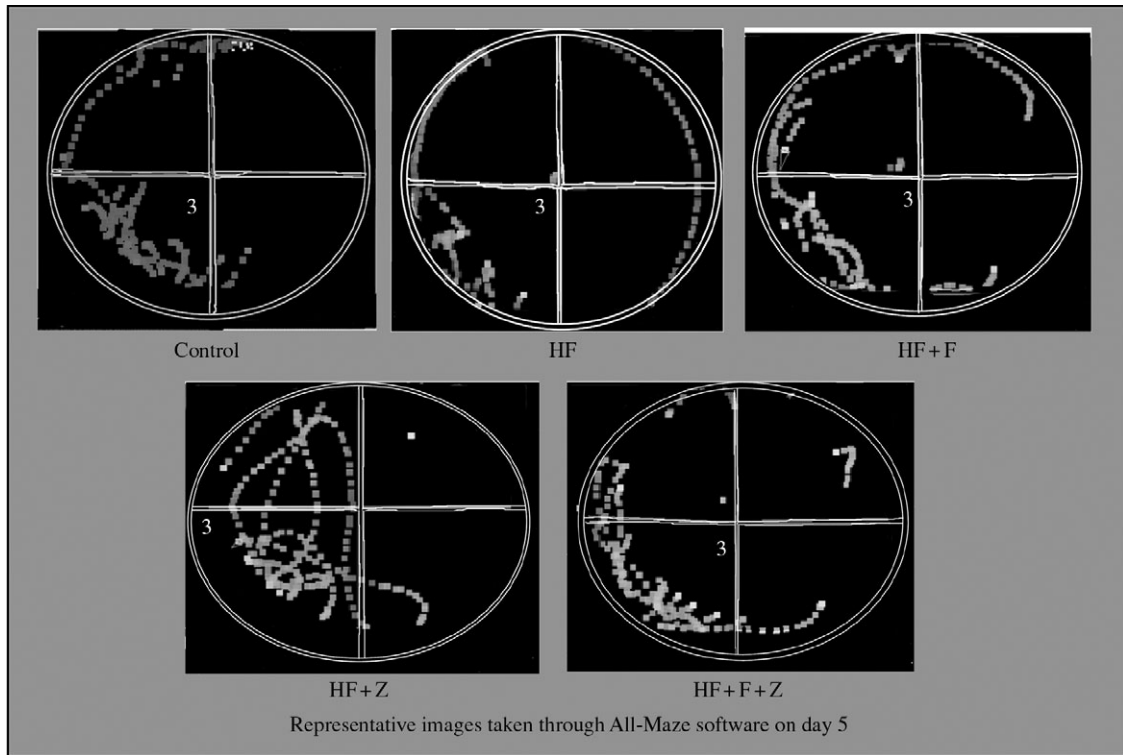 3
3
3
Control
HF
HF + F
3
3
HF + Z
HF + F + Z
Representative images taken through All-Maze software on day 5